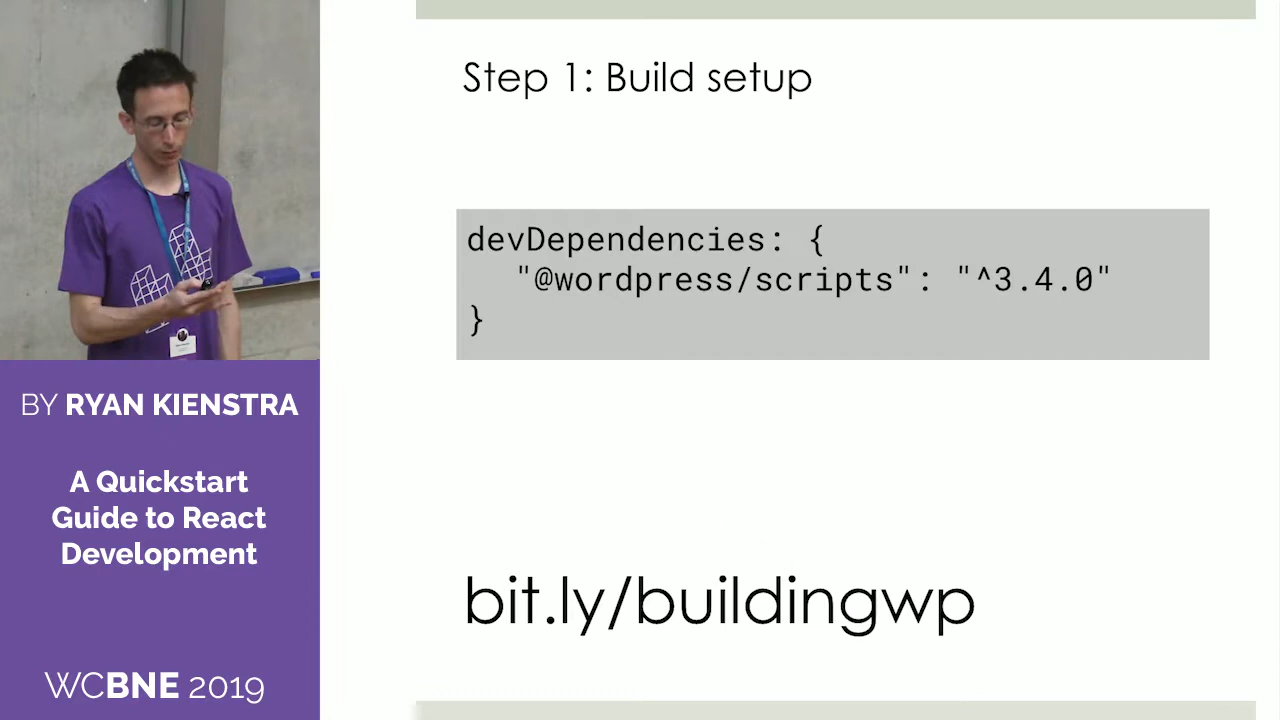 Step 1: Build setup
devDependencies: {
"@wordpress/scripts": "^3.4.0"
}
bit.ly/buildingwp
BY RYAN KIENSTRA
A Quickstart
Guide to React
Development
WCBNE 2019